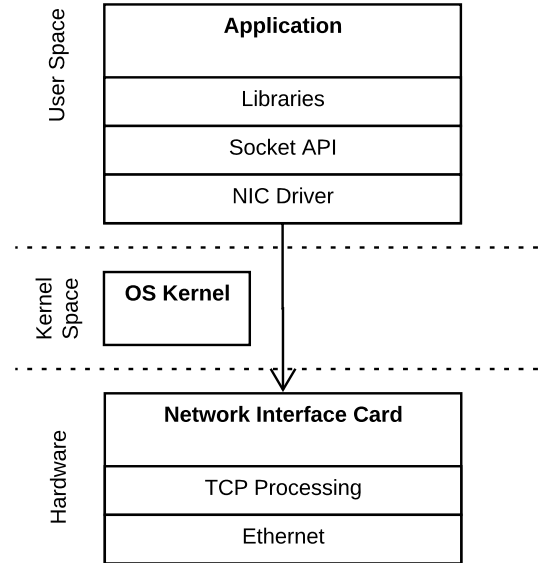 User Space
Application
Libraries
Socket API
NIC Driver
Kernel
Space
OS Kernel
Hardware
Network Interface Card
TCP Processing
Ethernet